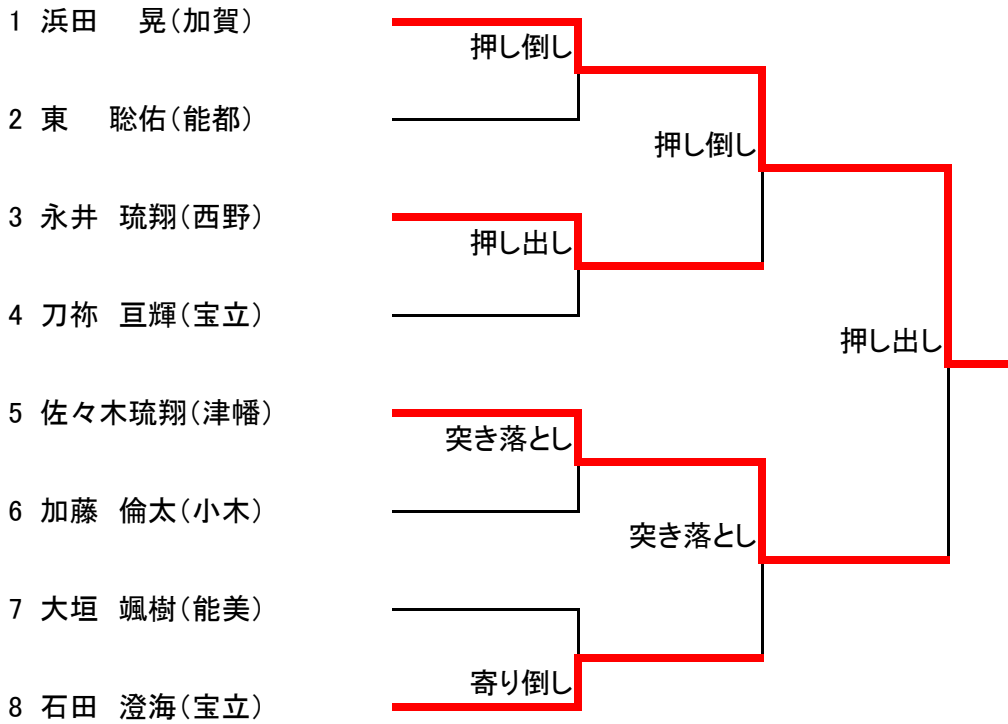 1 浜田 晃(加賀)
押し倒し
2 東 聡佑(能都)
押し倒し
3 永井 琉翔(西野)
押し出し
4 刀祢 亘輝(宝立)
押し出し
5 佐々木琉翔(津幡)
突き落とし
6 加藤 倫太(小木)
突き落とし
7 大垣 颯樹(能美)
寄り倒し
8 石田 澄海(宝立)